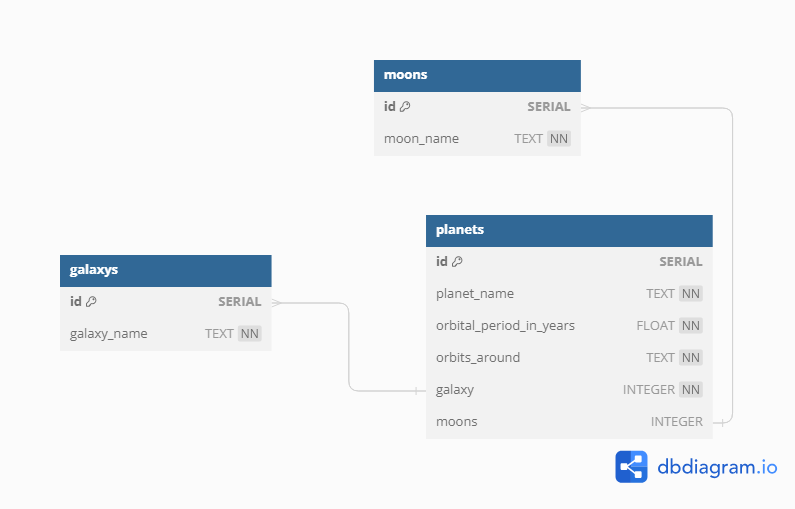 moons
id SERIAL
moon_name TEXT NN
planets
id SERIAL
planet_name TEXT NN
orbital_period_in_years FLOAT NN
orbits_around TEXT NN
galaxy INTEGER NN
moons INTEGER
galaxys
id SERIAL
galaxy_name TEXT NN
dbdiagram.io